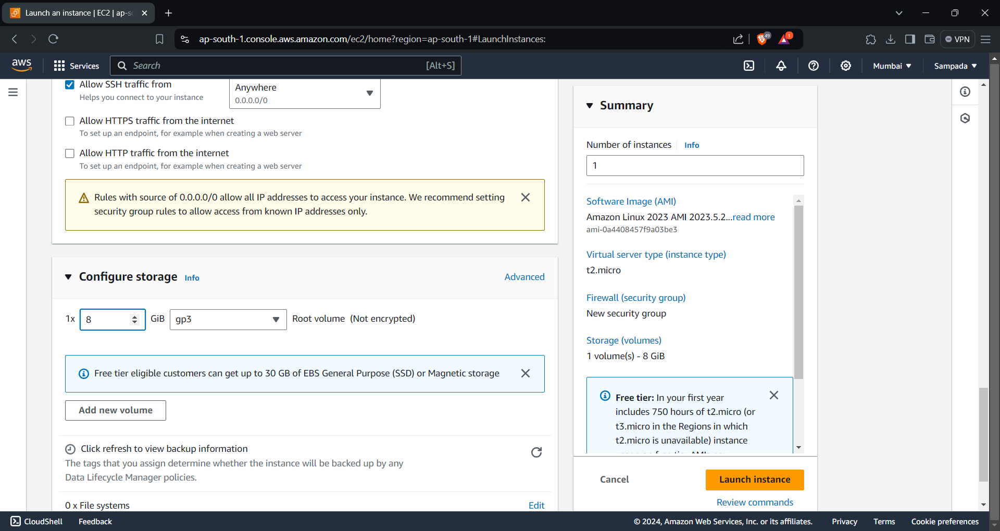 Launch an instance | EC2 | ap-s
ap-south-1.console.aws.amazon.com/ec2/home?region=ap-south-1#LaunchInstances:
49
1
VPN
aws
Services
Search
[Alt+S]
Mumbai
Sampada
Allow SSH traffic from
Helps you connect to your instance
Anywhere
0.0.0.0/0
Allow HTTPS traffic from the internet
To set up an endpoint, for example when creating a web server
Allow HTTP traffic from the internet
To set up an endpoint, for example when creating a web server
Rules with source of 0.0.0.0/0 allow all IP addresses to access your instance. We recommend setting
security group rules to allow access from known IP addresses only.
Configure storage Info
Advanced
1x 8 GiB gp3 Root volume (Not encrypted)
Free tier eligible customers can get up to 30 GB of EBS General Purpose (SSD) or Magnetic storage
Add new volume
Click refresh to view backup information
The tags that you assign determine whether the instance will be backed up by any
Data Lifecycle Manager policies.
0 x File systems
Edit
Summary
Number of instances Info
1
Software Image (AMI)
Amazon Linux 2023 AMI 2023.5.2...read more
ami-0a4408457f9a03be3
Virtual server type (instance type)
t2.micro
Firewall (security group)
New security group
Storage (volumes)
1 volume(s) - 8 GiB
Free tier: In your first year
includes 750 hours of t2.micro (or
t3.micro in the Regions in which
t2.micro is unavailable) instance
Cancel
Launch instance
Review commands
CloudShell
Feedback
© 2024, Amazon Web Services, Inc. or its affiliates.
Privacy
Terms
Cookie preferences